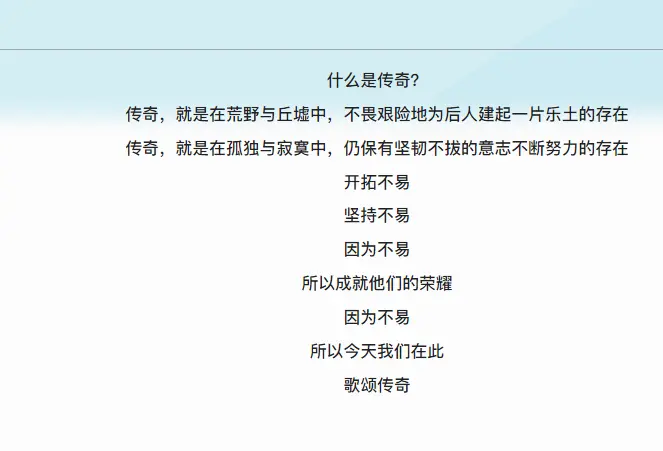 什么是传奇?
传奇，就是在荒野与丘墟中，不畏艰险地为后人建起一片乐土的存在
传奇，就是在孤独与寂寞中，仍保有坚韧不拔的意志不断努力的存在
开拓不易
坚持不易
因为不易
所以成就他们的荣耀
因为不易
所以今天我们在此
歌颂传奇